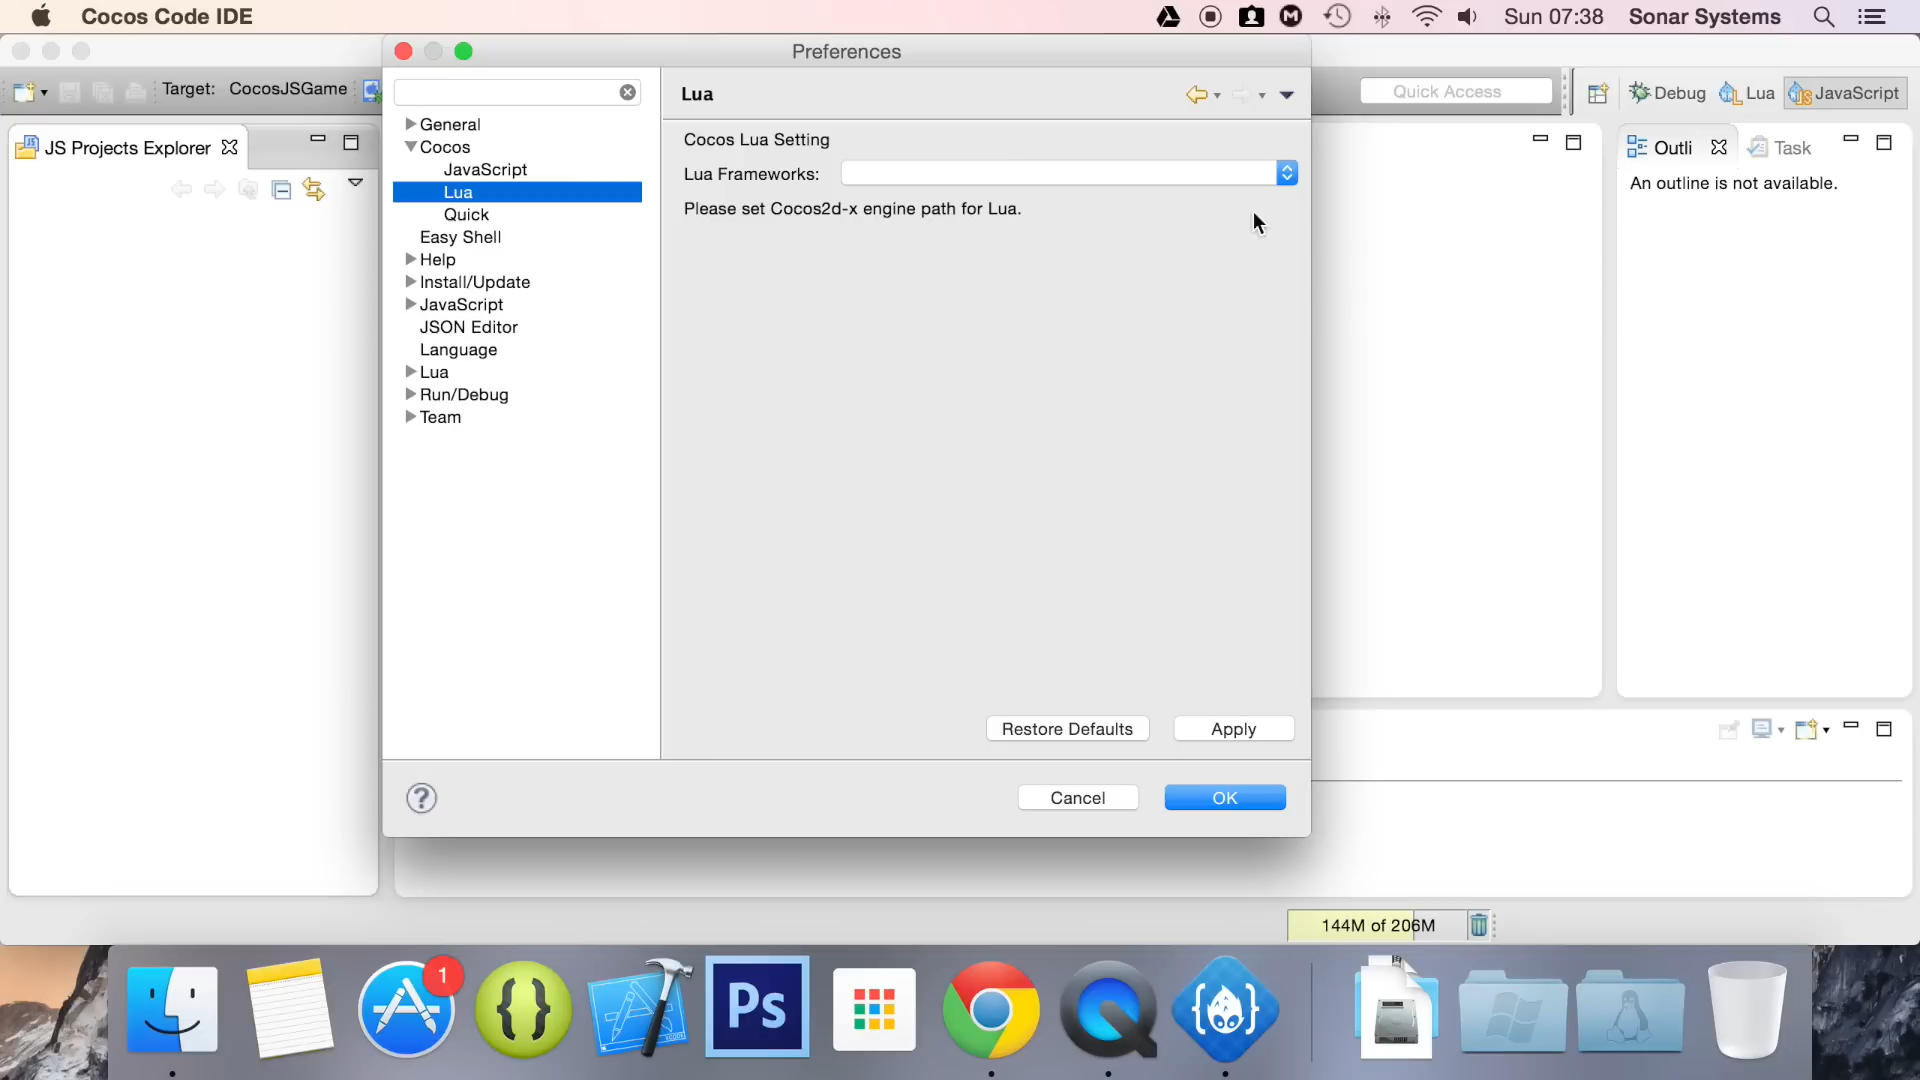 Cocos Code IDE
Sun 07:38 Sonar Systems
Preferences
Target: CocosJSGame
Quick Access
Debug Lua JavaScript
JS Projects Explorer
Lua
General
Cocos
JavaScript
Lua
Quick
Easy Shell
Help
Install/Update
JavaScript
JSON Editor
Language
Lua
Run/Debug
Team
Cocos Lua Setting
Lua Frameworks:
Please set Cocos2d-x engine path for Lua.
Outli Task
An outline is not available.
Restore Defaults Apply
? Cancel OK
144M of 206M
1
{} Ps